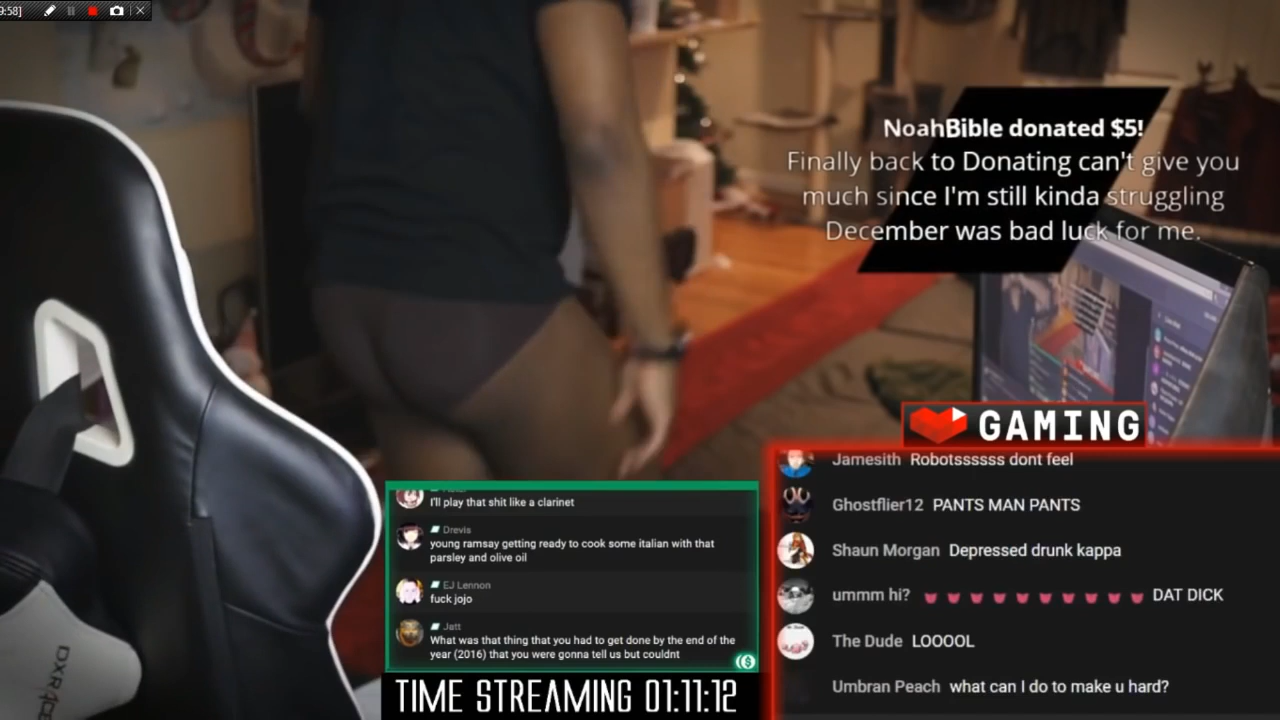 9:58]
NoahBible donated $5!
Finally back to Donating can't give you
much since I'm still kinda struggling
December was bad luck for me.
GAMING
Jamesith Robotssssss dont feel
Ghostflier12 PANTS MAN PANTS
Shaun Morgan Depressed drunk kappa
ummm hi? DAT DICK
The Dude LOOOOL
Umbran Peach what can I do to make u hard?
I'll play that shit like a clarinet
Drevis
young ramsay getting ready to cook some italian with that
parsley and olive oil
EJ Lennon
fuck jojo
Jatt
What was that thing that you had to get done by the end of the
year (2016) that you were gonna tell us but couldnt
TIME STREAMING 01:11:12
DXRACE